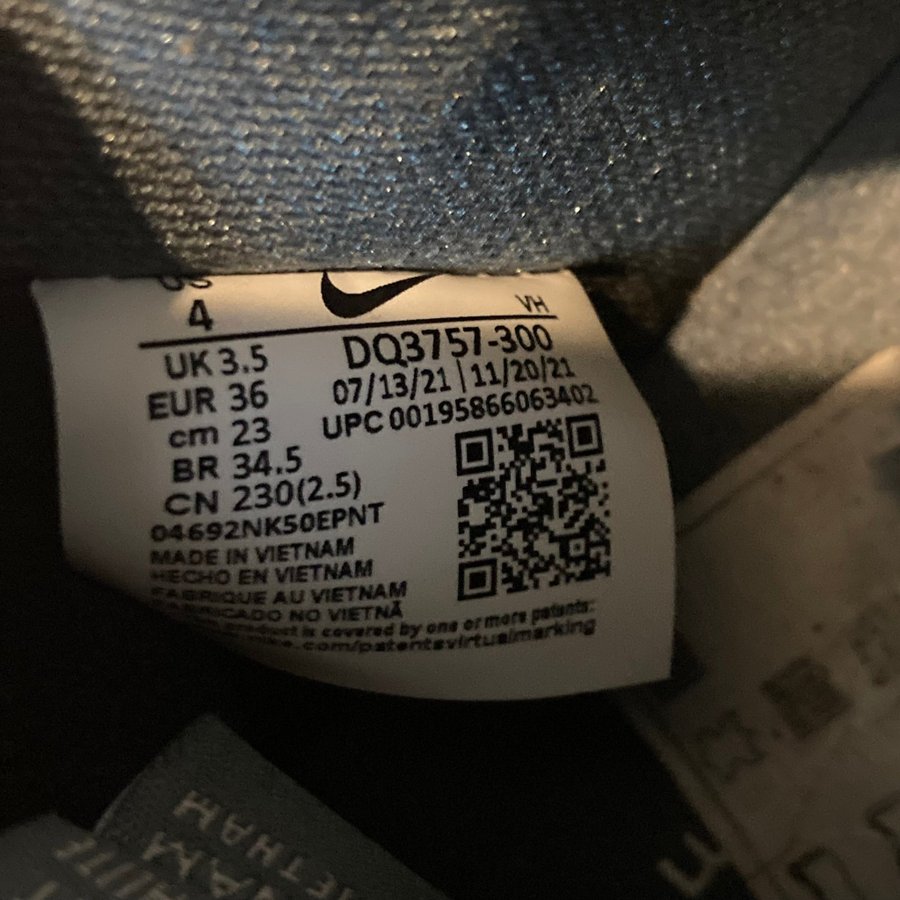 US
4
VH
UK 3.5
EUR 36
cm 23
BR 34.5
CN 230(2.5)
DQ3757-300
07/13/21 | 11/20/21
UPC 00195866063402
04692NK50EPNT
MADE IN VIETNAM
HECHO EN VIETNAM
FABRIQUE AU VIETNAM
FABRICADO NO VIETNÃ
product is covered by one or more patents:
.com/patentsvirtualmarking